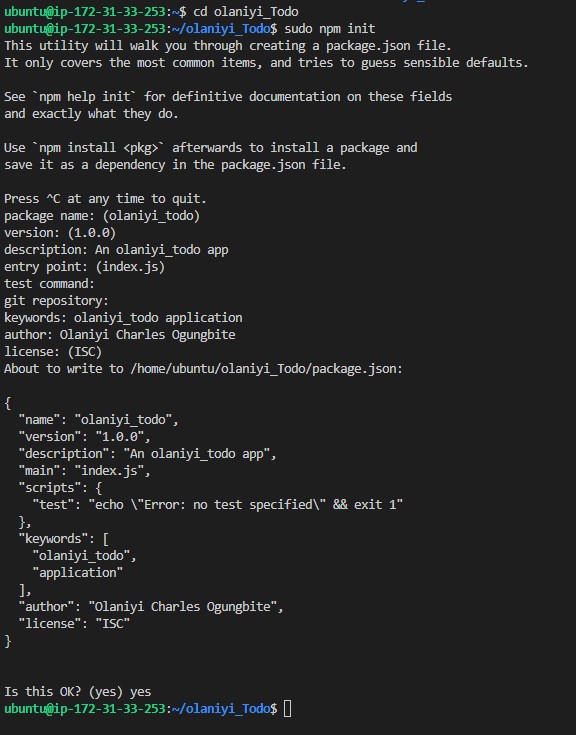 ubuntu@ip-172-31-33-253:~$ cd olaniyi_Todo
ubuntu@ip-172-31-33-253:~/olaniyi_Todo$ sudo npm init
This utility will walk you through creating a package.json file.
It only covers the most common items, and tries to guess sensible defaults.

See `npm help init` for definitive documentation on these fields
and exactly what they do.

Use `npm install <pkg>` afterwards to install a package and
save it as a dependency in the package.json file.

Press ^C at any time to quit.
package name: (olaniyi_todo)
version: (1.0.0)
description: An olaniyi_todo app
entry point: (index.js)
test command:
git repository:
keywords: olaniyi_todo application
author: Olaniyi Charles Ogungbite
license: (ISC)
About to write to /home/ubuntu/olaniyi_Todo/package.json:

{
  "name": "olaniyi_todo",
  "version": "1.0.0",
  "description": "An olaniyi_todo app",
  "main": "index.js",
  "scripts": {
    "test": "echo \"Error: no test specified\" && exit 1"
  },
  "keywords": [
    "olaniyi_todo",
    "application"
  ],
  "author": "Olaniyi Charles Ogungbite",
  "license": "ISC"
}


Is this OK? (yes) yes
ubuntu@ip-172-31-33-253:~/olaniyi_Todo$